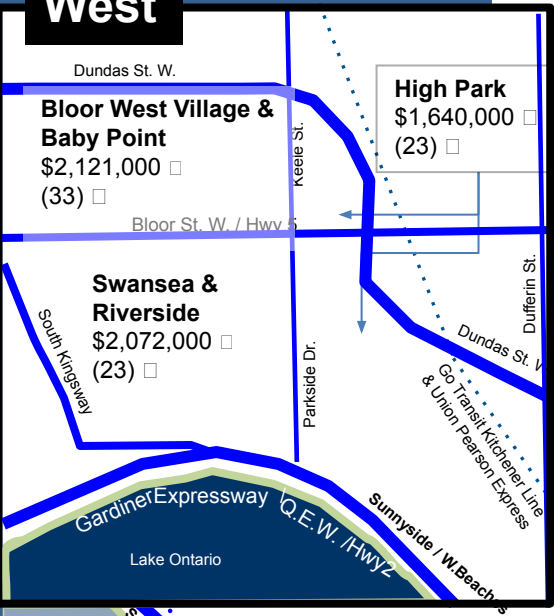 West
Dundas St. W.
High Park
$1,640,000 □
(23) □
Bloor West Village &
Baby Point
$2,121,000 □
(33) □
Keele St.
Bloor St. W. / Hwy 5
Swansea &
Riverside
$2,072,000 □
(23) □
South Kingsway
Parkside Dr.
Dufferin St.
Dundas St. W
Go Transit Kitchener Line
& Union Pearson Express
Gardiner Expressway
Q.E.W. /Hwy2
Sunnyside / W.Beaches
Lake Ontario